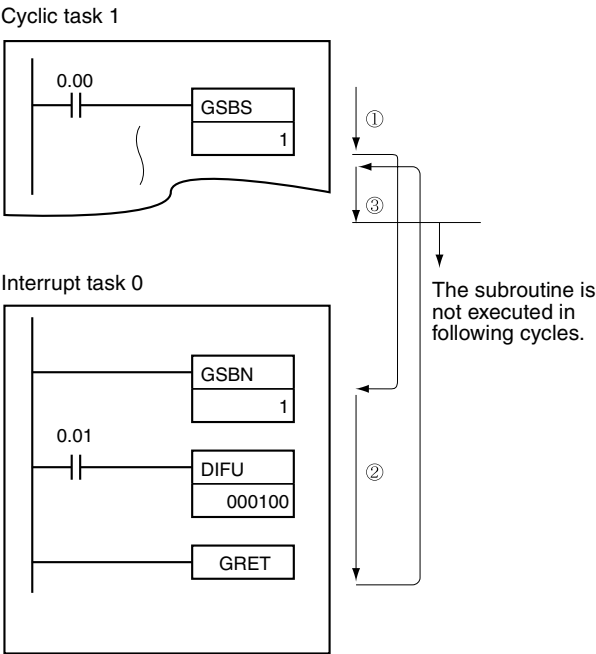 Cyclic task 1
0.00
GSBS
1
①
③
Interrupt task 0
The subroutine is
not executed in
following cycles.
GSBN
1
0.01
DIFU
000100
②
GRET